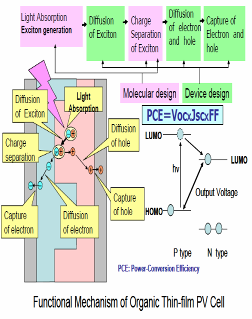 Light Absorption
Exciton generation
Diffusion
of Exciton
Charge
Separation
of Exciton
Diffusion
of electron
and hole
Capture of
Electron and
hole
Molecular design
Device design
Diffusion
of Exciton
Light
Absorption
Diffusion
of hole
Charge
separation
Capture
of electron
Diffusion
of electron
Capture
of hole
PCE=VocxJscxFF
LUMO
LUMO
hν
Output Voltage
HOMO
P type
N type
PCE: Power-Conversion Efficiency
Functional Mechanism of Organic Thin-film PV Cell